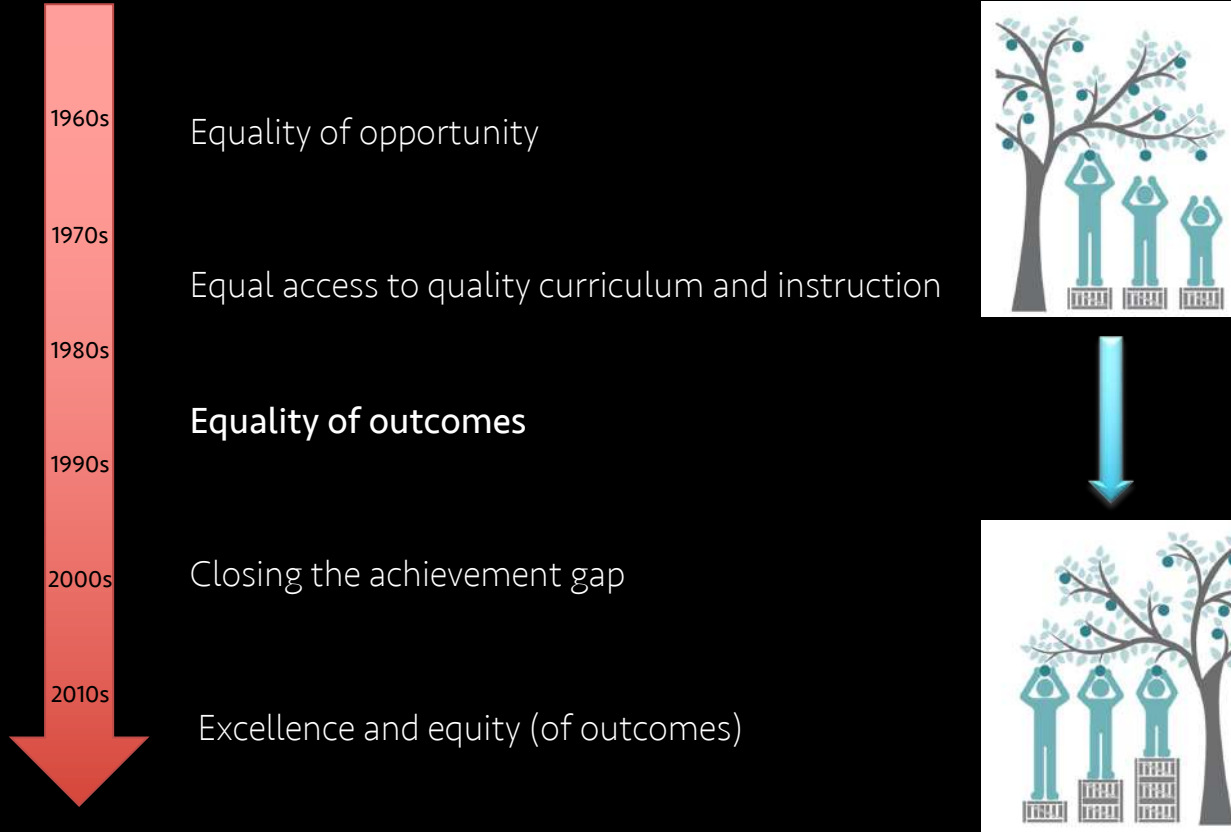 1960s
Equality of opportunity
1970s
Equal access to quality curriculum and instruction
1980s
Equality of outcomes
1990s
Closing the achievement gap
2000s
2010s
Excellence and equity (of outcomes)